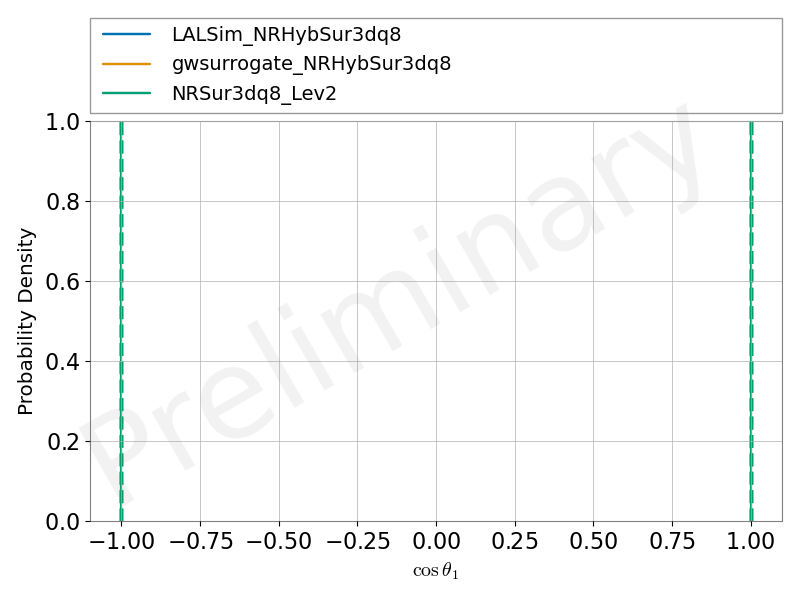 LALSim_NRHybSur3dq8
gwsurrogate_NRHybSur3dq8
NRSur3dq8_Lev2
1.0
0.8
0.6
0.4
0.2
0.0
Probability Density
Preliminary
−1.00 −0.75 −0.50 −0.25 0.00 0.25 0.50 0.75 1.00
cos θ₁